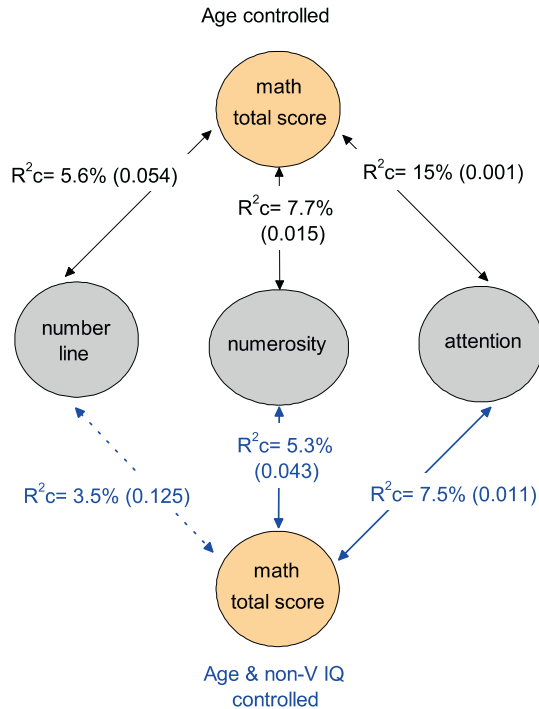 Age controlled
math
total score
R²c= 5.6% (0.054)
R²c= 7.7%
(0.015)
R²c= 15% (0.001)
number
line
numerosity
attention
R²c= 3.5% (0.125)
R²c= 5.3%
(0.043)
R²c= 7.5% (0.011)
math
total score
Age & non-V IQ
controlled